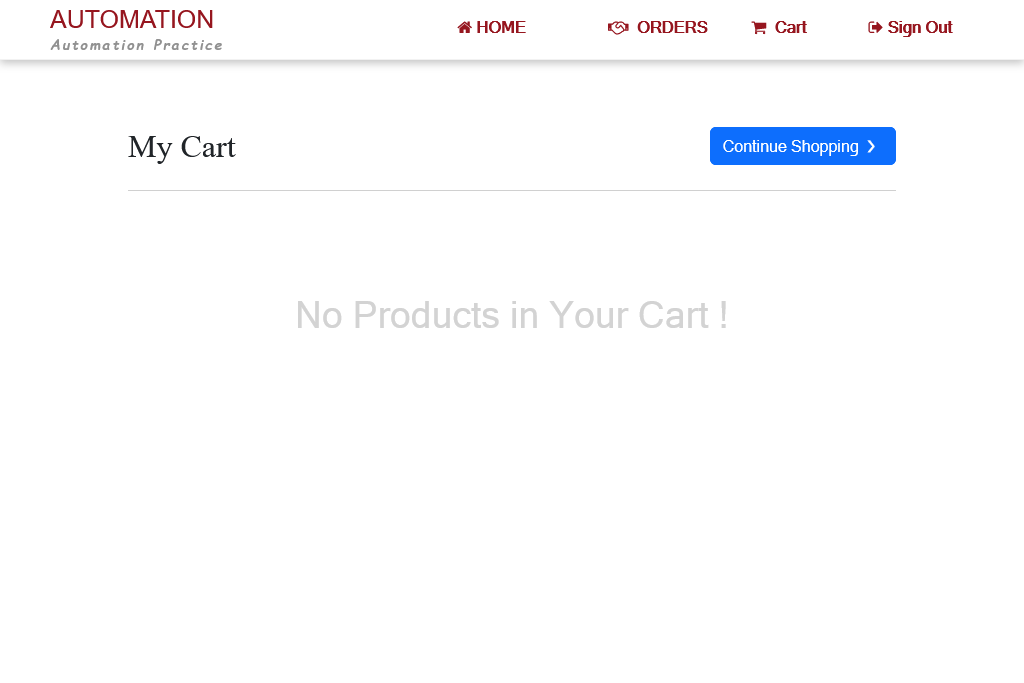 AUTOMATION
Automation Practice
HOME
ORDERS
Cart
Sign Out
My Cart
Continue Shopping
No Products in Your Cart !